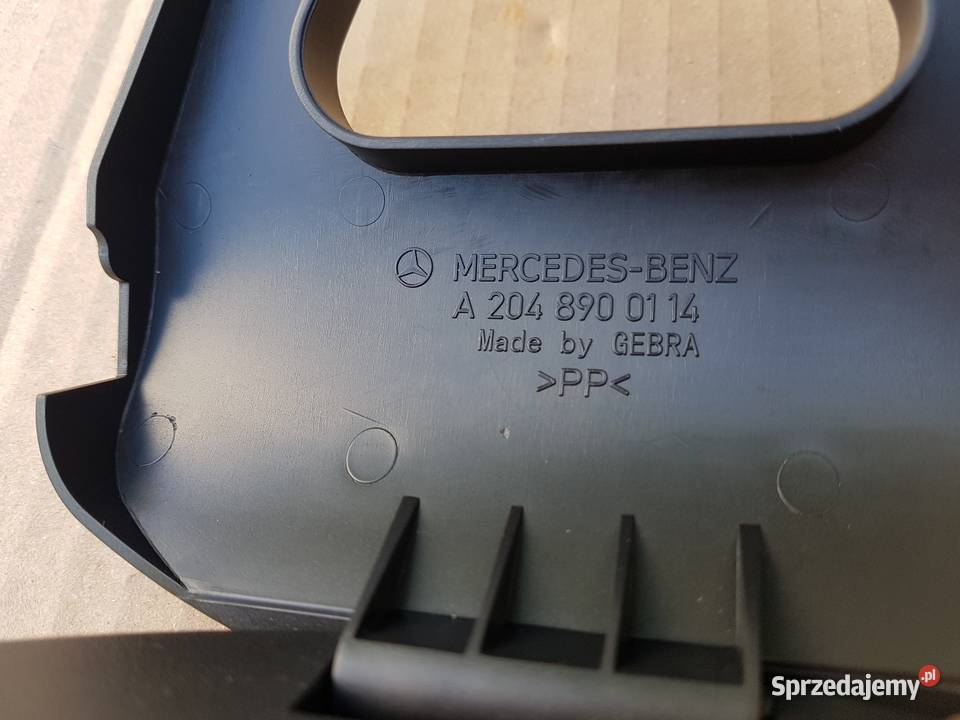 MERCEDES-BENZ
A 204 890 01 14
Made by GEBRA
>PP<
Sprzedajemy.pl